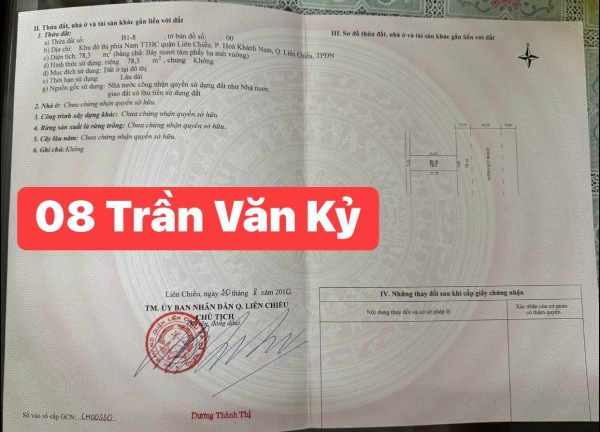 II. Thửa đất, nhà ở và tài sản khác gắn liền với đất
1. Thửa đất:
a) Thửa đất số: B1-8 , tờ bản đồ số: 00
b) Địa chỉ: Khu đô thị phía Nam TTHC quận Liên Chiểu, P. Hoà Khánh Nam, Q. Liên Chiểu, TPĐN
c) Diện tích: 78,3 m² (bằng chữ: Bảy mươi tám phẩy ba mét vuông)
d) Hình thức sử dụng: riêng 78,3 m², chung Không
đ) Mục đích sử dụng: Đất ở tại đô thị
e) Thời hạn sử dụng: Lâu dài
g) Nguồn gốc sử dụng: Nhà nước công nhận quyền sử dụng đất như Nhà nước
giao đất có thu tiền sử dụng đất
2. Nhà ở: Chưa chứng nhận quyền sở hữu.
3. Công trình xây dựng khác: Chưa chứng nhận quyền sở hữu.
4. Rừng sản xuất là rừng trồng: Chưa chứng nhận quyền sở hữu.
5. Cây lâu năm: Chưa chứng nhận quyền sở hữu.
6. Ghi chú: Không
III. Sơ đồ thửa đất, nhà ở và tài sản khác gắn liền với đất
08 Trần Văn Kỷ
Liên Chiểu, ngày 20 tháng 8 năm 2010
TM. ỦY BAN NHÂN DÂN Q. LIÊN CHIỂU
CHỦ TỊCH
Dương Thành Thị
Số vào sổ cấp GCN: CH00550
IV. Những thay đổi sau khi cấp giấy chứng nhận
Nội dung thay đổi và cơ sở pháp lý
Xác nhận của cơ quan
có thẩm quyền